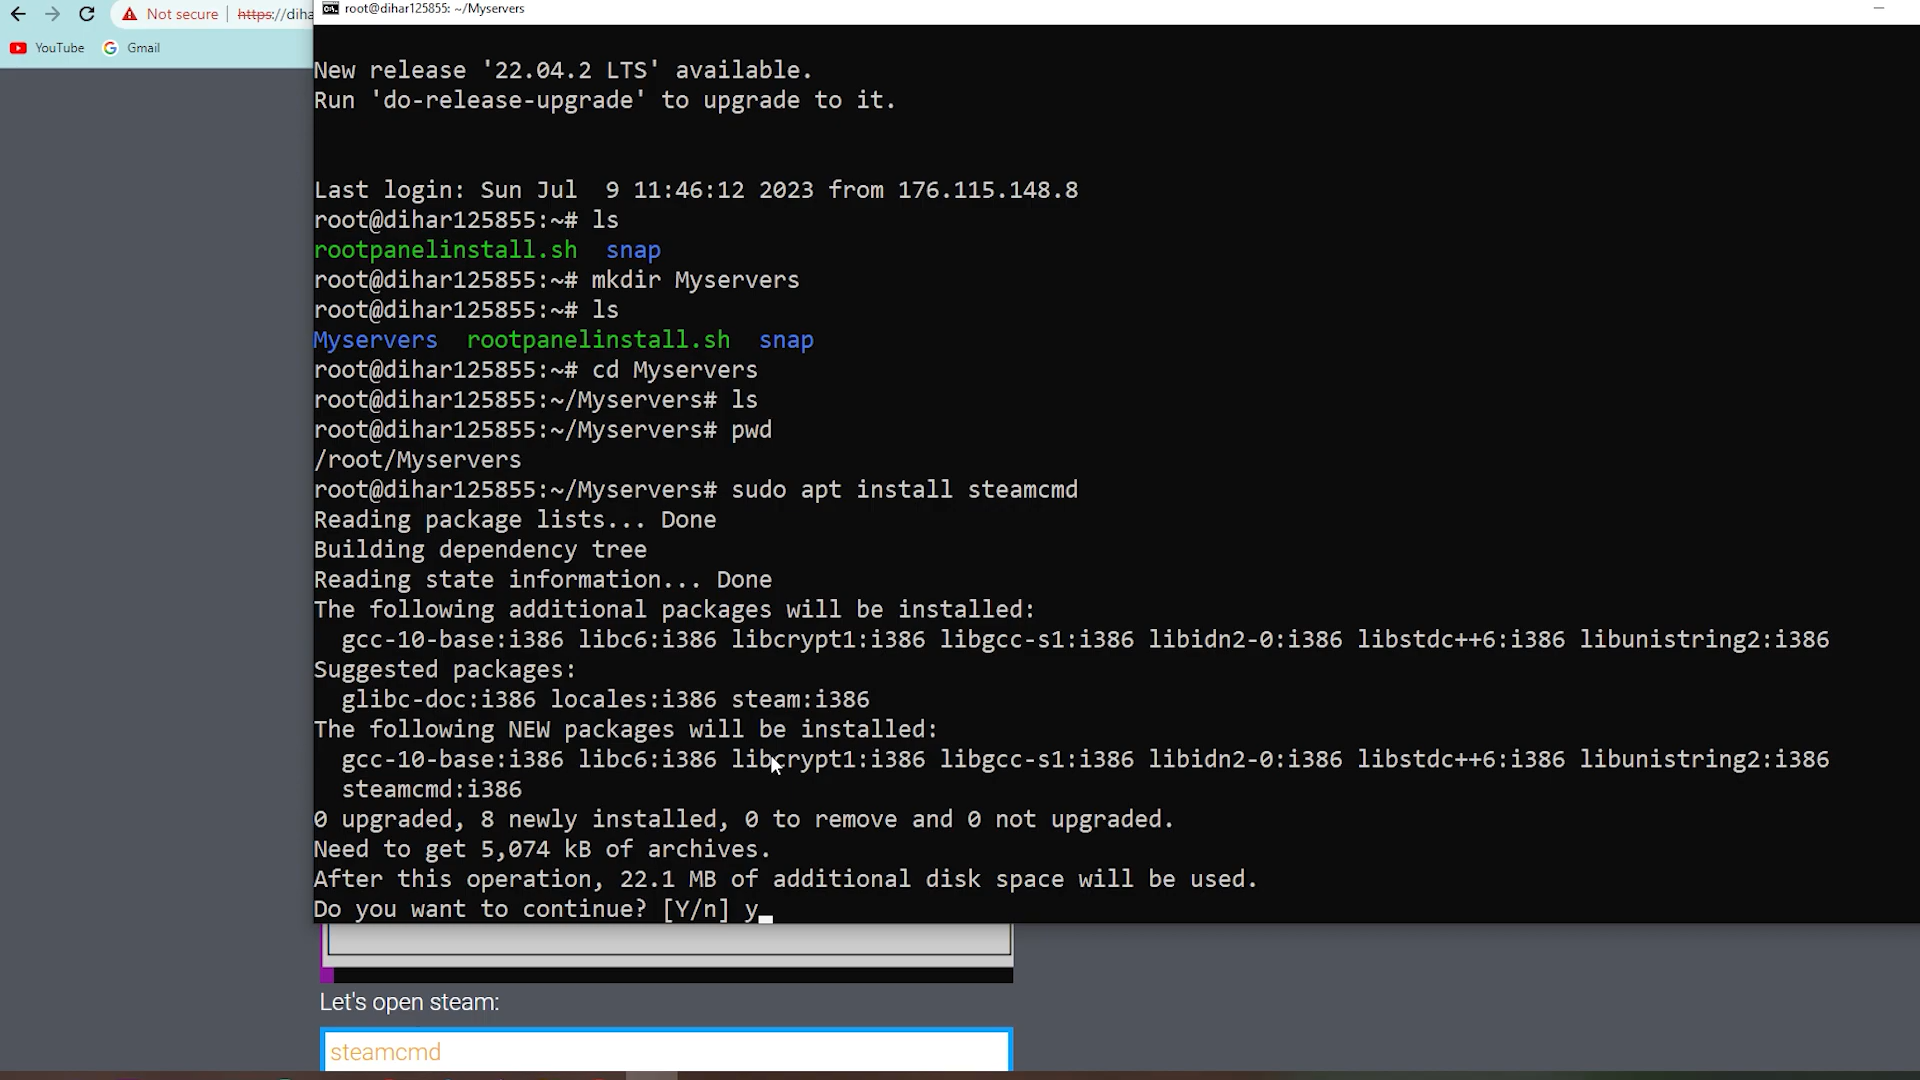 Not secure | https://diha
root@dihar125855: ~/Myservers
YouTube
Gmail
New release '22.04.2 LTS' available.
Run 'do-release-upgrade' to upgrade to it.
Last login: Sun Jul  9 11:46:12 2023 from 176.115.148.8
root@dihar125855:~# ls
rootpanelinstall.sh  snap
root@dihar125855:~# mkdir Myservers
root@dihar125855:~# ls
Myservers  rootpanelinstall.sh  snap
root@dihar125855:~# cd Myservers
root@dihar125855:~/Myservers# ls
root@dihar125855:~/Myservers# pwd
/root/Myservers
root@dihar125855:~/Myservers# sudo apt install steamcmd
Reading package lists... Done
Building dependency tree
Reading state information... Done
The following additional packages will be installed:
  gcc-10-base:i386 libc6:i386 libcrypt1:i386 libgcc-s1:i386 libidn2-0:i386 libstdc++6:i386 libunistring2:i386
Suggested packages:
  glibc-doc:i386 locales:i386 steam:i386
The following NEW packages will be installed:
  gcc-10-base:i386 libc6:i386 libcrypt1:i386 libgcc-s1:i386 libidn2-0:i386 libstdc++6:i386 libunistring2:i386
  steamcmd:i386
0 upgraded, 8 newly installed, 0 to remove and 0 not upgraded.
Need to get 5,074 kB of archives.
After this operation, 22.1 MB of additional disk space will be used.
Do you want to continue? [Y/n] y
Let's open steam:
steamcmd